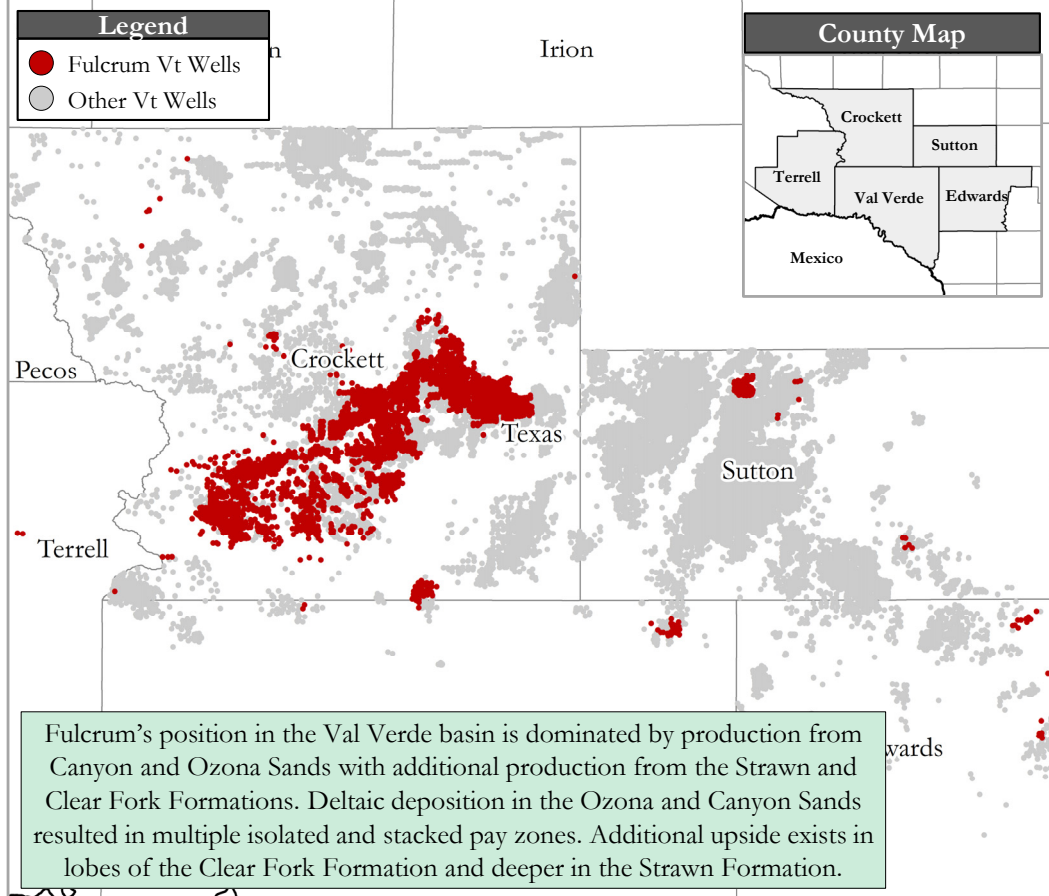 Legend
Fulcrum Vt Wells
Other Vt Wells
n
Irion
County Map
Crockett
Sutton
Terrell
Val Verde
Edwards
Mexico
Pecos
Crockett
Texas
Sutton
Terrell
wards
Fulcrum’s position in the Val Verde basin is dominated by production from
Canyon and Ozona Sands with additional production from the Strawn and
Clear Fork Formations. Deltaic deposition in the Ozona and Canyon Sands
resulted in multiple isolated and stacked pay zones. Additional upside exists in
lobes of the Clear Fork Formation and deeper in the Strawn Formation.